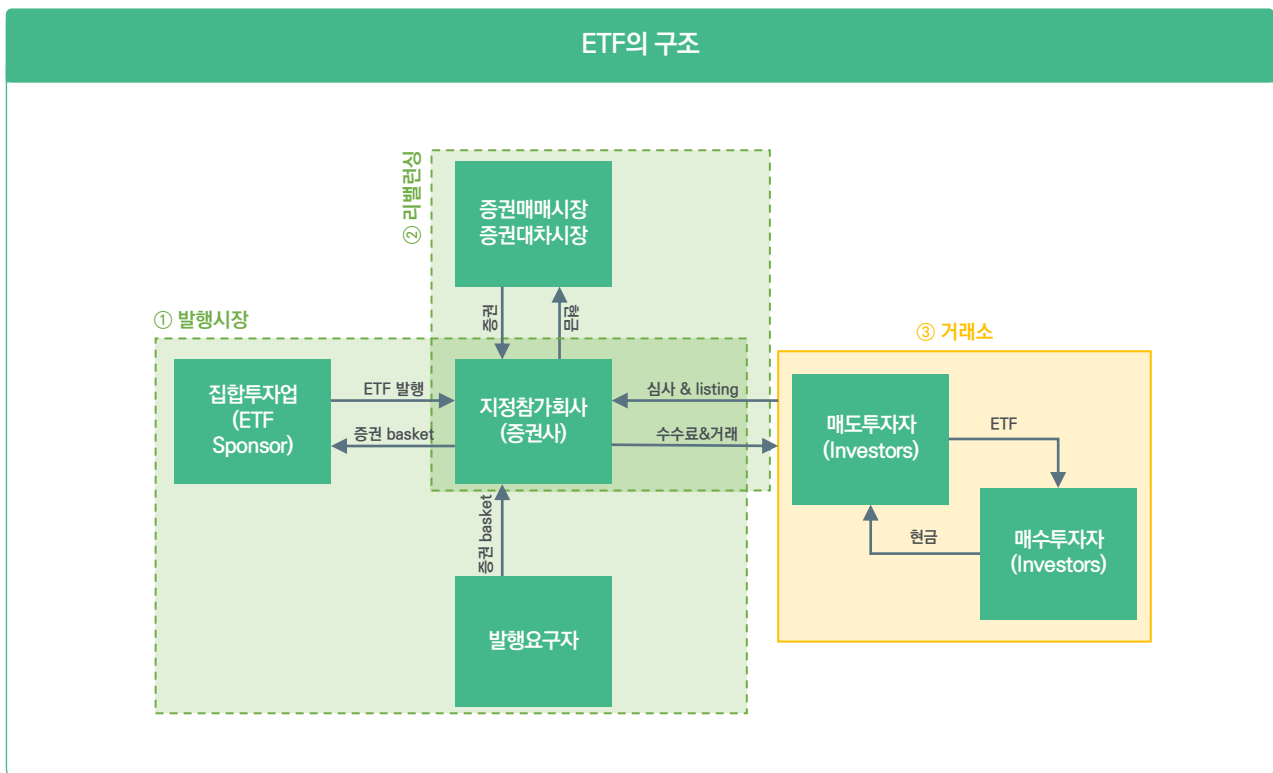 ETF의 구조
② 리밸런싱
증권매매시장
증권대차시장
증권
현금
① 발행시장
③ 거래소
집합투자업
(ETF
Sponsor)
ETF 발행
증권 basket
지정참가회사
(증권사)
심사 & listing
수수료&거래
매도투자자
(Investors)
ETF
현금
매수투자자
(Investors)
증권 basket
발행요구자